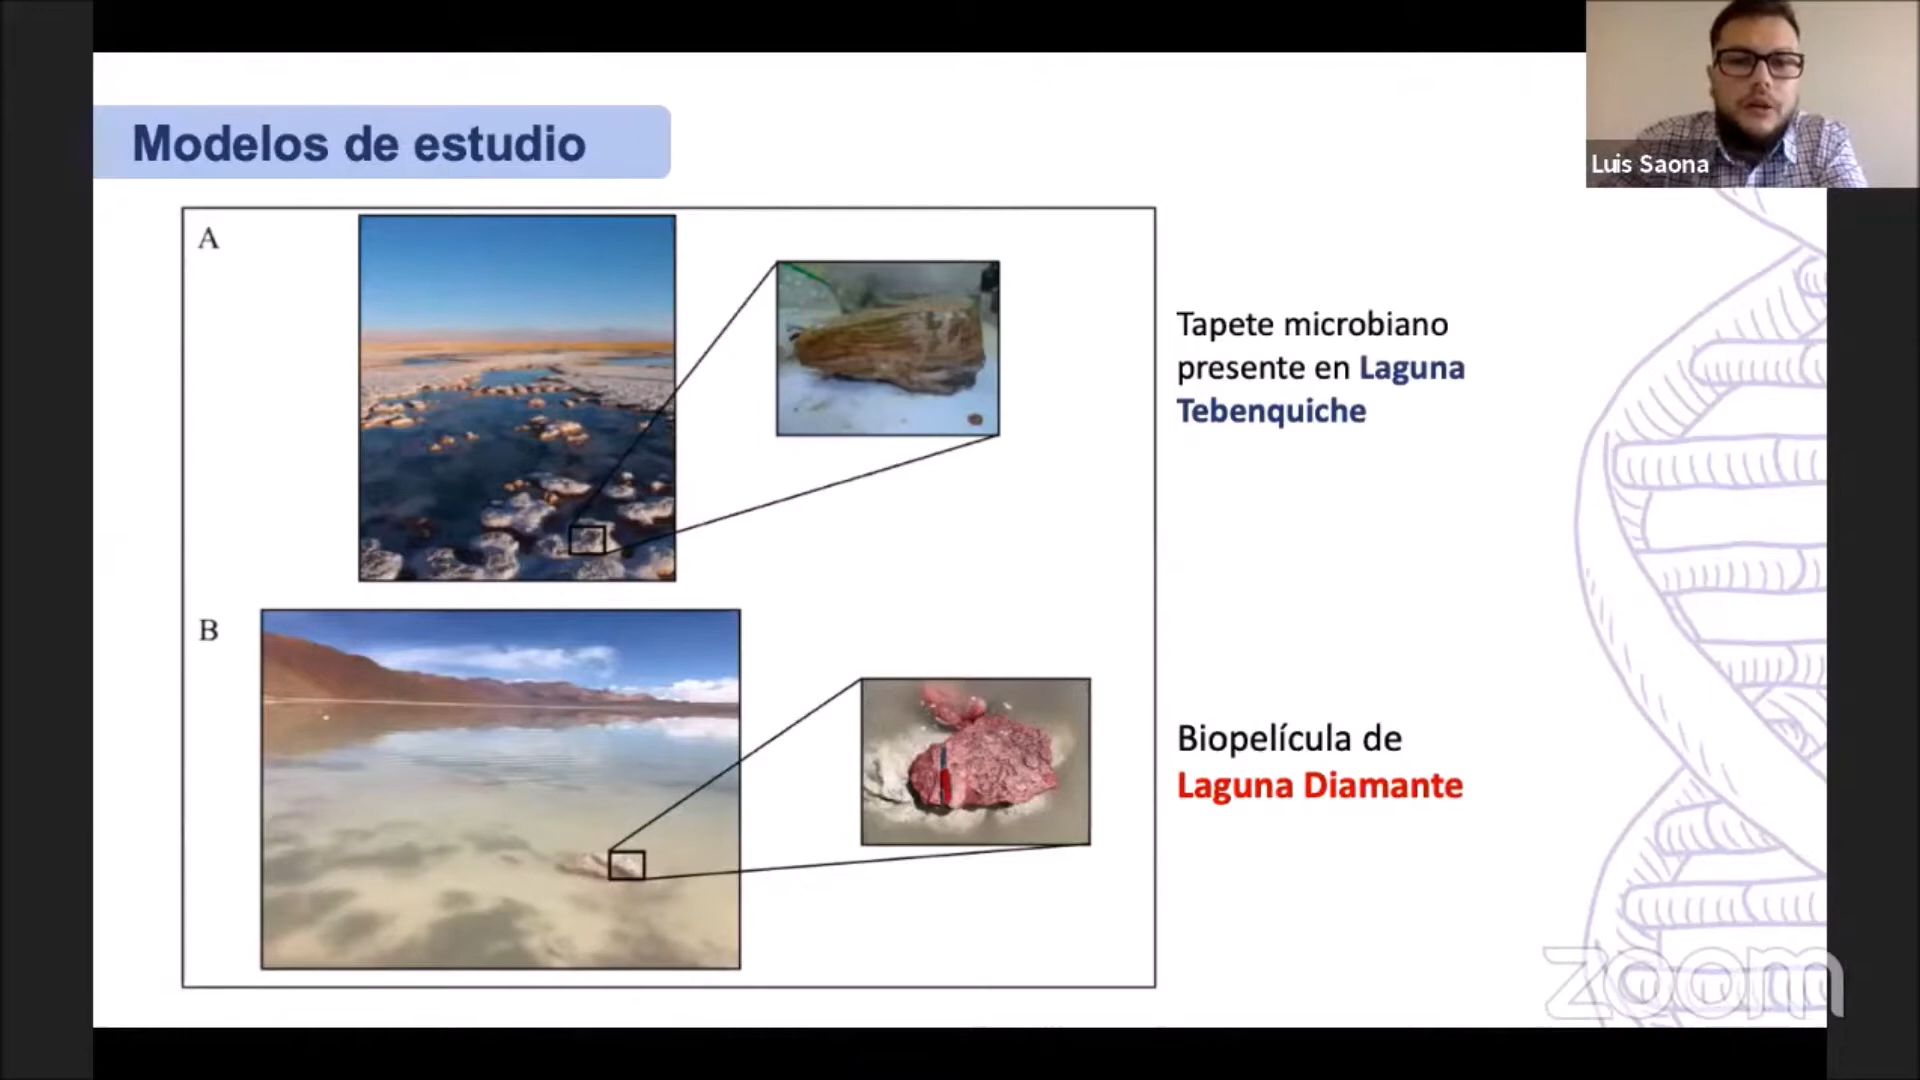 Modelos de estudio
Luis Saona
A
Tapete microbiano
presente en Laguna
Tebenquiche
B
Biopelícula de
Laguna Diamante
zoom